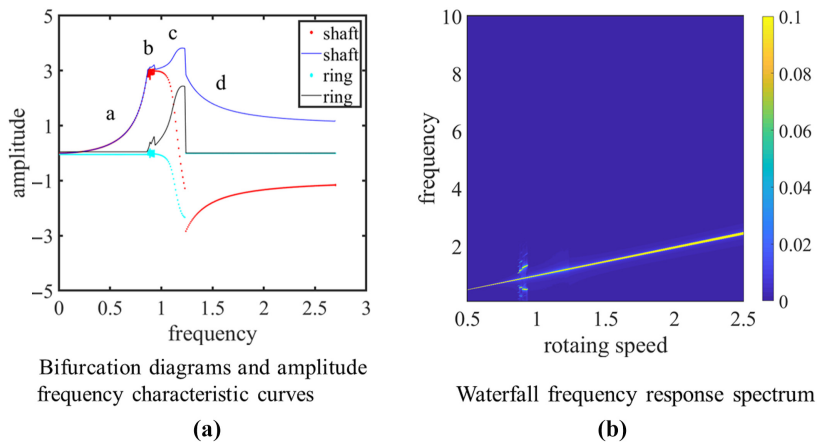 5
3
1
-1
-3
-5
amplitude
0
0.5
1
1.5
2
2.5
3
frequency
a
b
c
d
shaft
shaft
ring
ring
Bifurcation diagrams and amplitude
frequency characteristic curves
(a)
10
8
6
4
2
frequency
0.5
1
1.5
2
2.5
rotaing speed
0.1
0.08
0.06
0.04
0.02
0
Waterfall frequency response spectrum
(b)